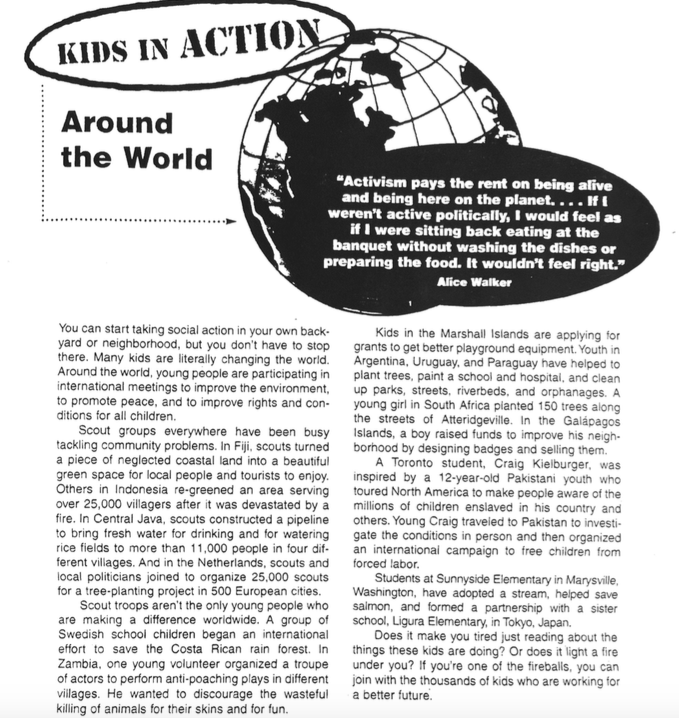 KIDS IN ACTION
Around
the World
“Activism pays the rent on being alive
and being here on the planet. . . . If I
weren’t active politically, I would feel as
if I were sitting back eating at the
banquet without washing the dishes or
preparing the food. It wouldn’t feel right.”
Alice Walker
You can start taking social action in your own back-
yard or neighborhood, but you don’t have to stop
there. Many kids are literally changing the world.
Around the world, young people are participating in
international meetings to improve the environment,
to promote peace, and to improve rights and con-
ditions for all children.
Scout groups everywhere have been busy
tackling community problems. In Fiji, scouts turned
a piece of neglected coastal land into a beautiful
green space for local people and tourists to enjoy.
Others in Indonesia re-greened an area serving
over 25,000 villagers after it was devastated by a
fire. In Central Java, scouts constructed a pipeline
to bring fresh water for drinking and for watering
rice fields to more than 11,000 people in four dif-
ferent villages. And in the Netherlands, scouts and
local politicians joined to organize 25,000 scouts
for a tree-planting project in 500 European cities.
Scout troops aren’t the only young people who
are making a difference worldwide. A group of
Swedish school children began an international
effort to save the Costa Rican rain forest. In
Zambia, one young volunteer organized a troupe
of actors to perform anti-poaching plays in different
villages. He wanted to discourage the wasteful
killing of animals for their skins and for fun.
Kids in the Marshall Islands are applying for
grants to get better playground equipment. Youth in
Argentina, Uruguay, and Paraguay have helped to
plant trees, paint a school and hospital, and clean
up parks, streets, riverbeds, and orphanages. A
young girl in South Africa planted 150 trees along
the streets of Atteridgeville. In the Galápagos
Islands, a boy raised funds to improve his neigh-
borhood by designing badges and selling them.
A Toronto student, Craig Kielburger, was
inspired by a 12-year-old Pakistani youth who
toured North America to make people aware of the
millions of children enslaved in his country and
others. Young Craig traveled to Pakistan to investi-
gate the conditions in person and then organized
an international campaign to free children from
forced labor.
Students at Sunnyside Elementary in Marysville,
Washington, have adopted a stream, helped save
salmon, and formed a partnership with a sister
school, Ligura Elementary, in Tokyo, Japan.
Does it make you tired just reading about the
things these kids are doing? Or does it light a fire
under you? If you’re one of the fireballs, you can
join with the thousands of kids who are working for
a better future.